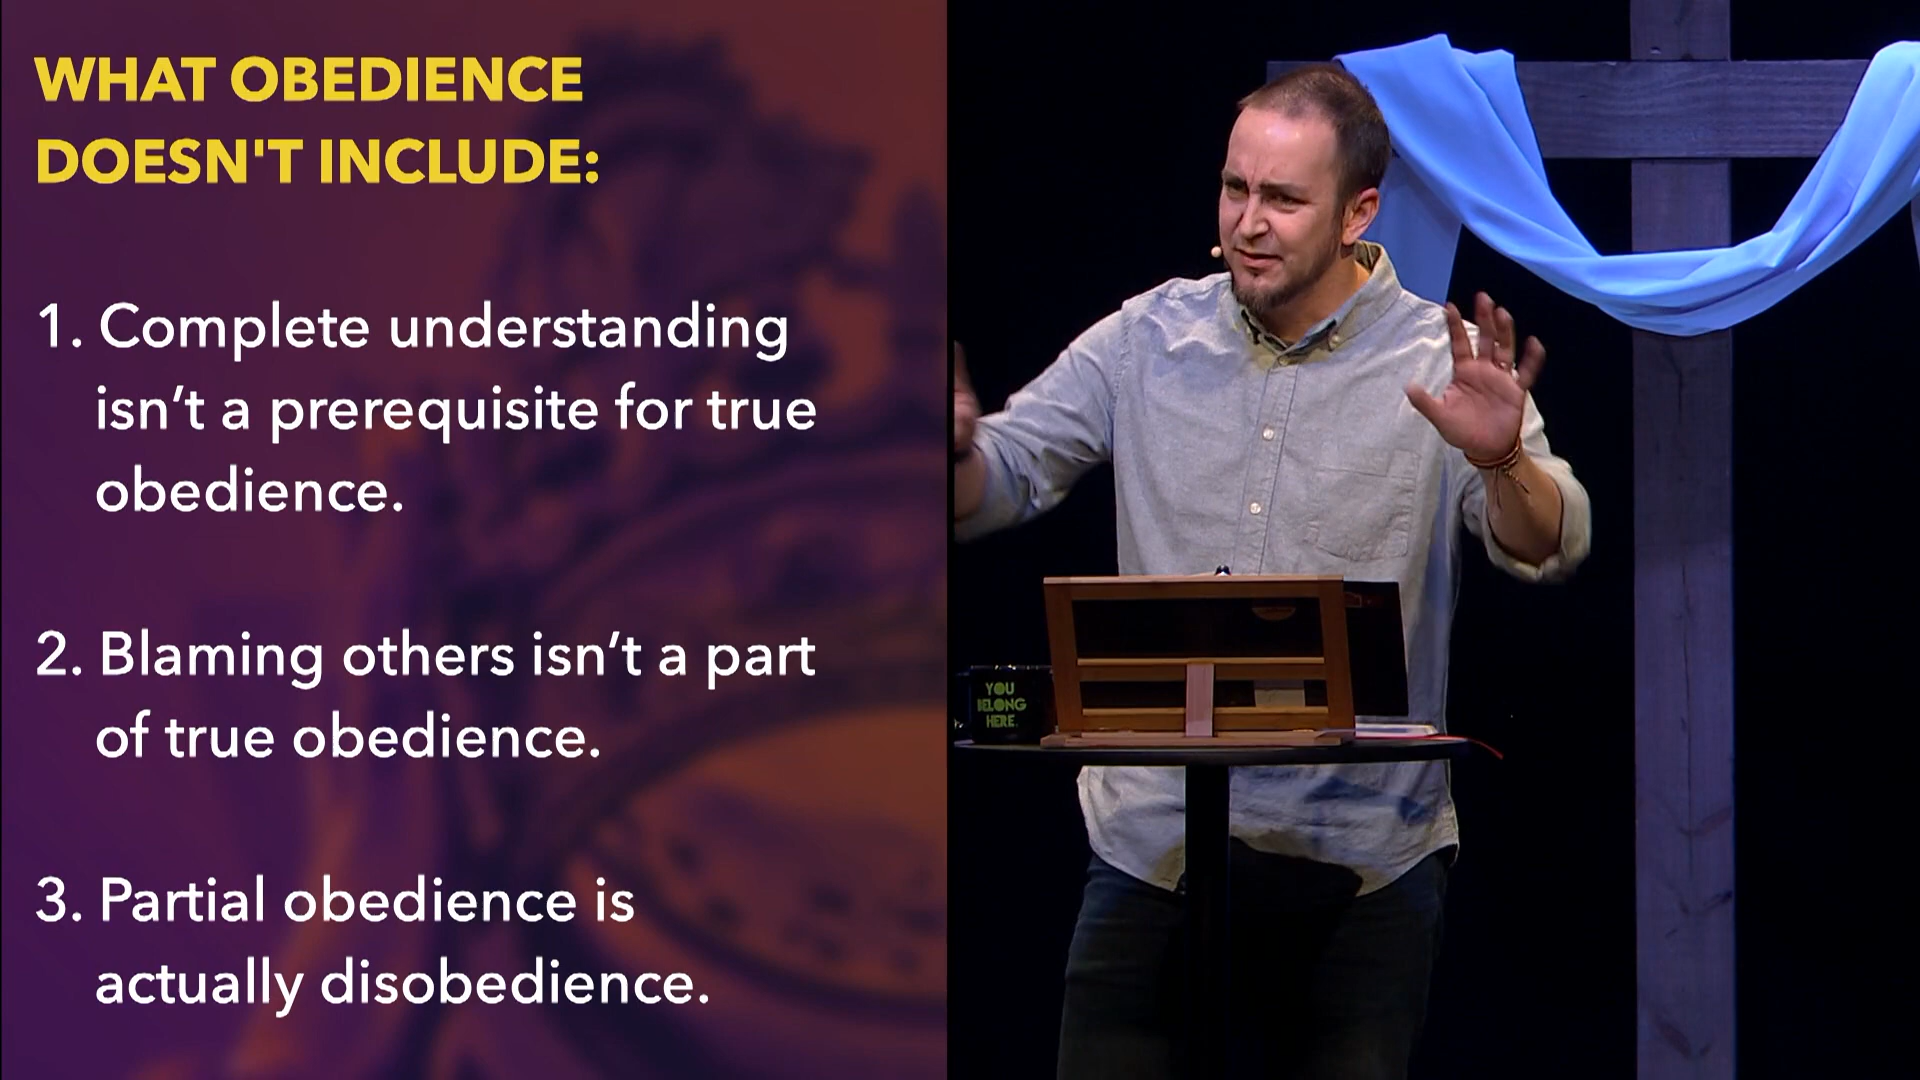 WHAT OBEDIENCE
DOESN'T INCLUDE:
1. Complete understanding
isn’t a prerequisite for true
obedience.
2. Blaming others isn’t a part
of true obedience.
3. Partial obedience is
actually disobedience.
YOU
BELONG
HERE.